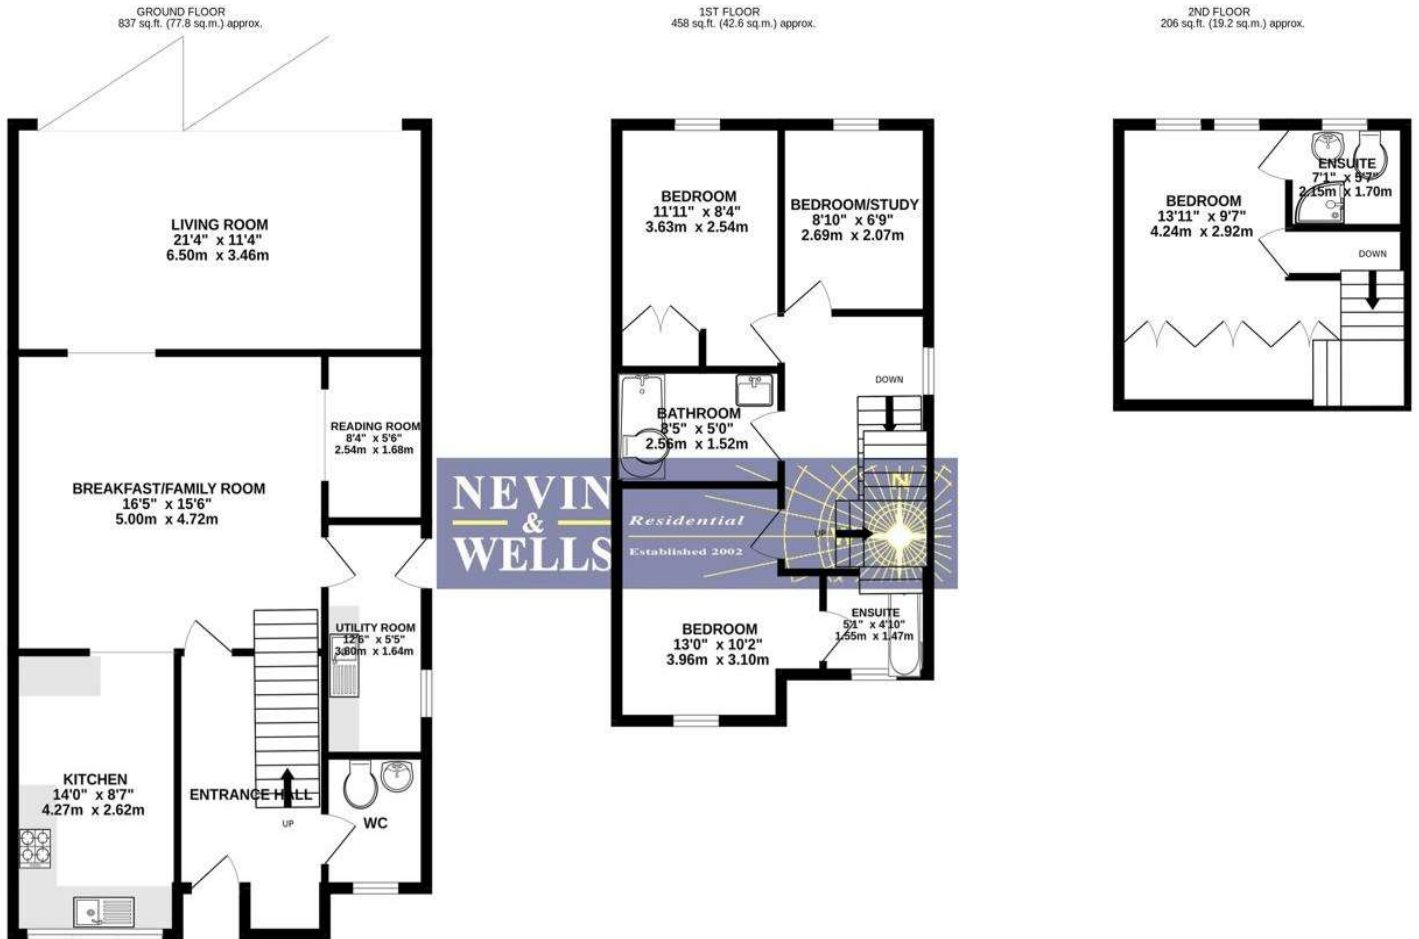 GROUND FLOOR
837 sq.ft. (77.8 sq.m.) approx.
LIVING ROOM
21'4" x 11'4"
6.50m x 3.46m
READING ROOM
8'4" x 5'6"
2.54m x 1.68m
BREAKFAST/FAMILY ROOM
16'5" x 15'6"
5.00m x 4.72m
UTILITY ROOM
12'6" x 5'5"
3.80m x 1.64m
KITCHEN
14'0" x 8'7"
4.27m x 2.62m
ENTRANCE HALL
UP
WC
1ST FLOOR
458 sq.ft. (42.6 sq.m.) approx.
BEDROOM
11'11" x 8'4"
3.63m x 2.54m
BEDROOM/STUDY
8'10" x 6'9"
2.69m x 2.07m
DOWN
BATHROOM
8'5" x 5'0"
2.56m x 1.52m
UP
BEDROOM
13'0" x 10'2"
3.96m x 3.10m
ENSUITE
5'1" x 4'10"
1.55m x 1.47m
NEVIN
&
WELLS
Residential
Established 2002
N
2ND FLOOR
206 sq.ft. (19.2 sq.m.) approx.
BEDROOM
13'11" x 9'7"
4.24m x 2.92m
ENSUITE
7'1" x 5'7"
2.15m x 1.70m
DOWN